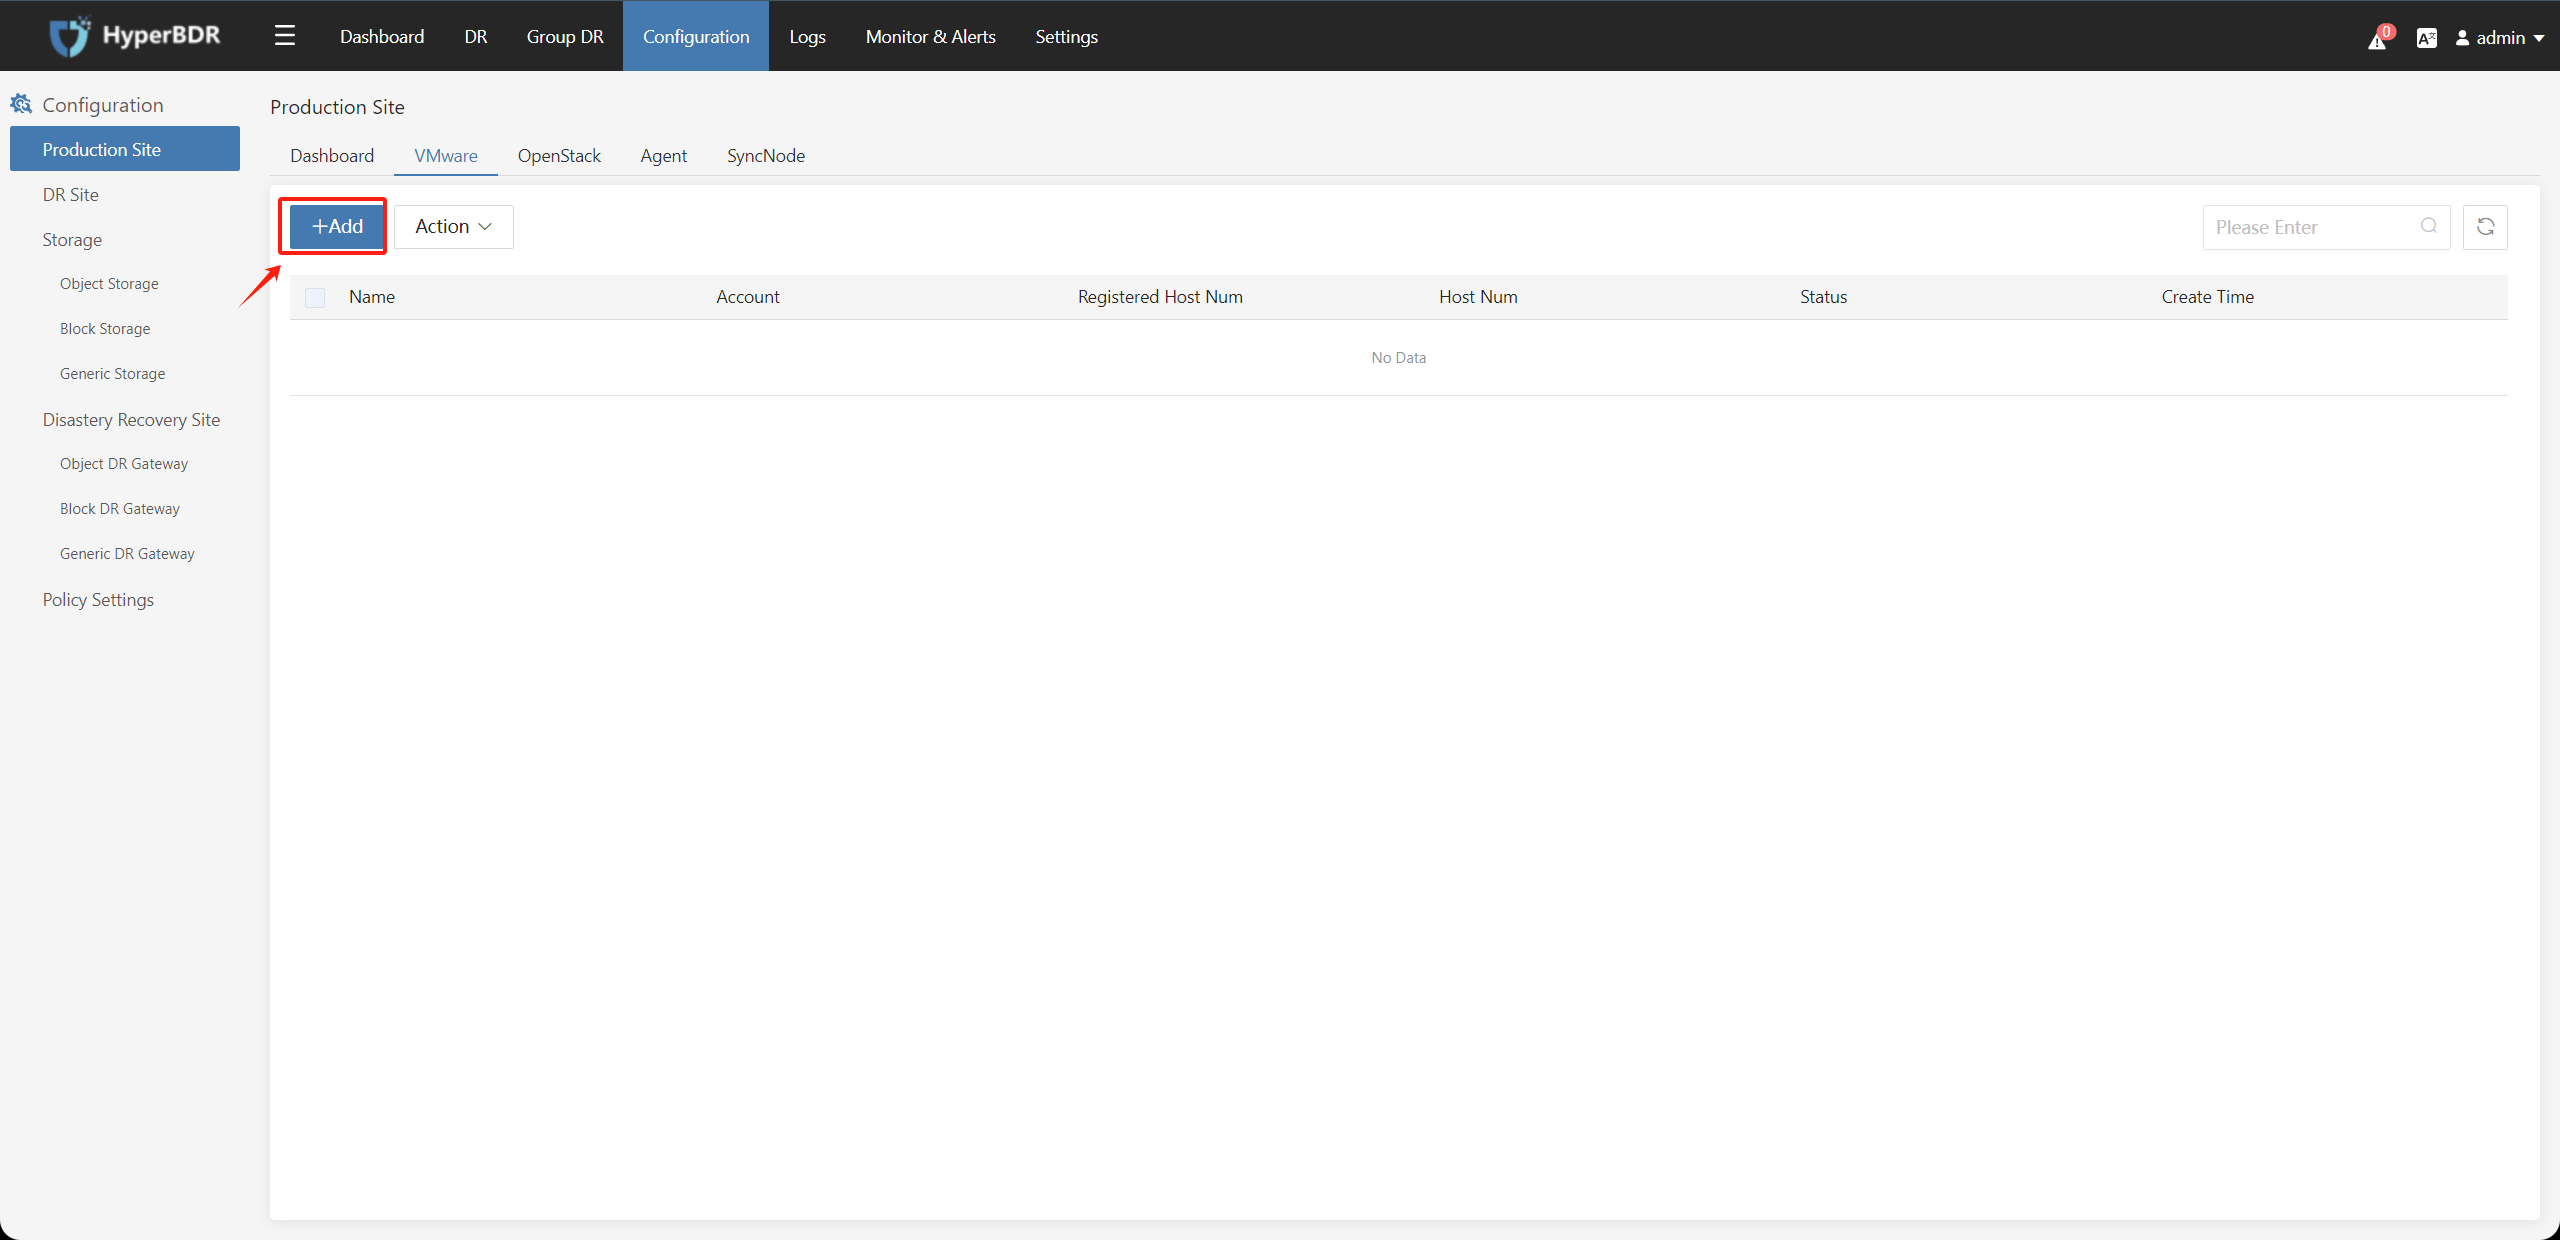 HyperBDR
Dashboard DR Group DR Configuration Logs Monitor & Alerts Settings
0 A admin
Configuration
Production Site
DR Site
Storage
Object Storage
Block Storage
Generic Storage
Disastery Recovery Site
Object DR Gateway
Block DR Gateway
Generic DR Gateway
Policy Settings
Production Site
Dashboard VMware OpenStack Agent SyncNode
+Add Action Please Enter
Name Account Registered Host Num Host Num Status Create Time
No Data